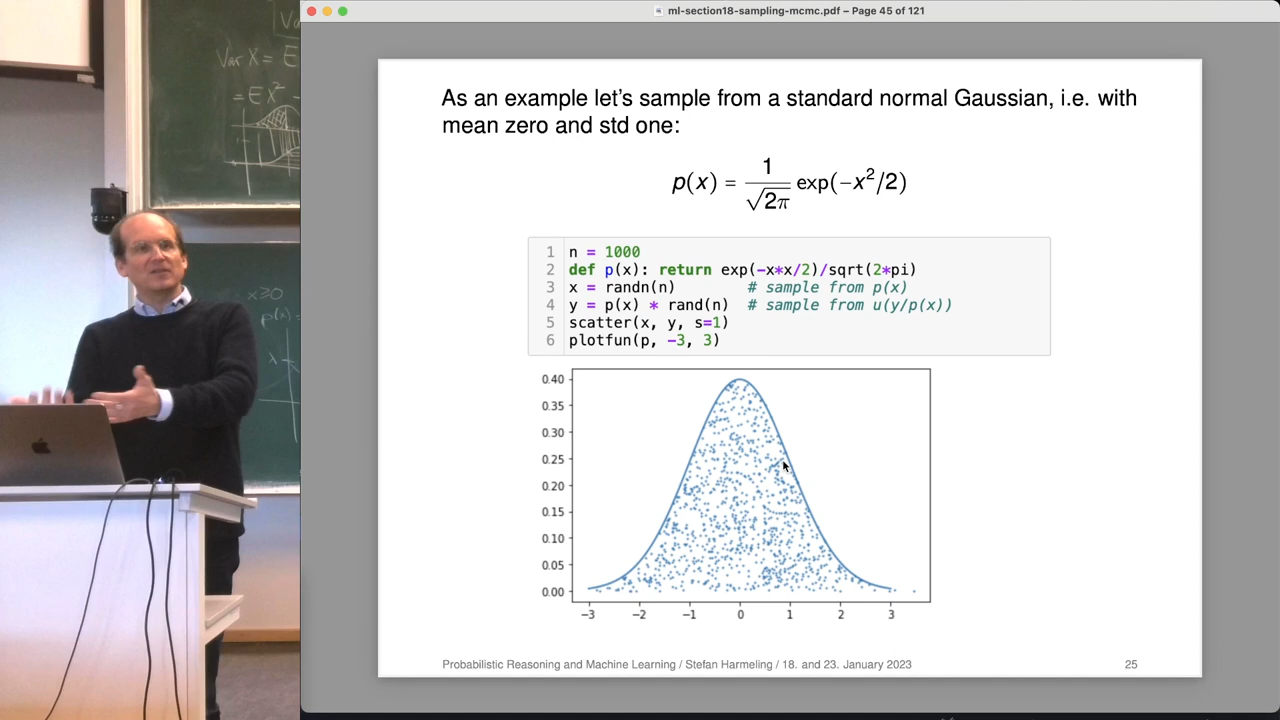 ml-section18-sampling-mcmc.pdf – Page 45 of 121
Var X = E
= EX² -
x≥0
p(x)
λ
As an example let's sample from a standard normal Gaussian, i.e. with
mean zero and std one:
p(x) = 1/√2π exp(−x²/2)
1 n = 1000
2 def p(x): return exp(-x*x/2)/sqrt(2*pi)
3 x = randn(n) # sample from p(x)
4 y = p(x) * rand(n) # sample from u(y/p(x))
5 scatter(x, y, s=1)
6 plotfun(p, -3, 3)
0.40
0.35
0.30
0.25
0.20
0.15
0.10
0.05
0.00
−3 −2 −1 0 1 2 3
Probabilistic Reasoning and Machine Learning / Stefan Harmeling / 18. and 23. January 2023 25